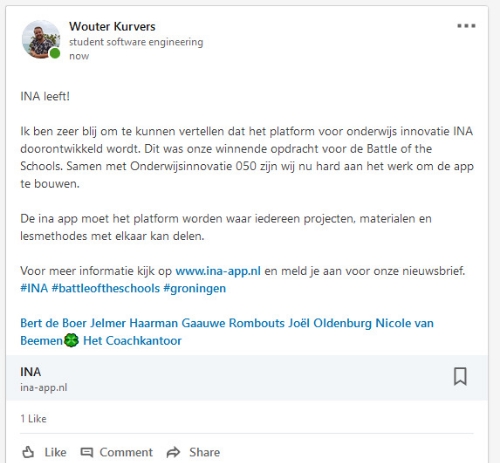 Wouter Kurvers
student software engineering
now
INA leeft!
Ik ben zeer blij om te kunnen vertellen dat het platform voor onderwijs innovatie INA
doorontwikkeld wordt. Dit was onze winnende opdracht voor de Battle of the
Schools. Samen met Onderwijsinnovatie 050 zijn wij nu hard aan het werk om de app
te bouwen.
De ina app moet het platform worden waar iedereen projecten, materialen en
lesmethodes met elkaar kan delen.
Voor meer informatie kijk op www.ina-app.nl en meld je aan voor onze nieuwsbrief.
#INA #battleoftheschools #groningen
Bert de Boer Jelmer Haarman Gaauwe Rombouts Joël Oldenburg Nicole van
Beemen🍀 Het Coachkantoor
INA
ina-app.nl
1 Like
Like Comment Share